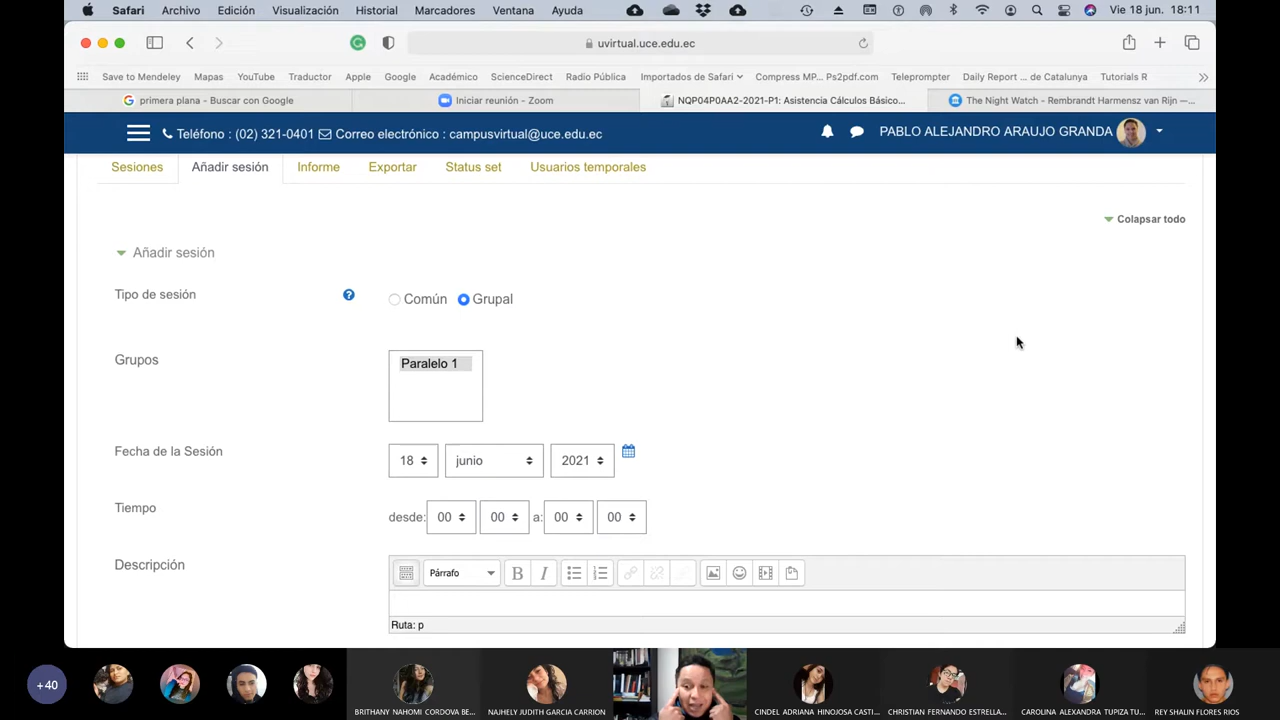 Safari Archivo Edición Visualización Historial Marcadores Ventana Ayuda Vie 18 jun. 18:11
uvirtual.uce.edu.ec
Save to Mendeley Mapas YouTube Traductor Apple Google Académico ScienceDirect Radio Pública Importados de Safari Compress MP... Ps2pdf.com Teleprompter Daily Report ... de Catalunya Tutorials R
primera plana - Buscar con Google Iniciar reunión - Zoom NQP04P0AA2-2021-P1: Asistencia Cálculos Básico... The Night Watch - Rembrandt Harmensz van Rijn —...
Teléfono : (02) 321-0401 Correo electrónico : campusvirtual@uce.edu.ec PABLO ALEJANDRO ARAUJO GRANDA
Sesiones Añadir sesión Informe Exportar Status set Usuarios temporales
Colapsar todo
Añadir sesión
Tipo de sesión ? Común Grupal
Grupos Paralelo 1
Fecha de la Sesión 18 junio 2021
Tiempo desde: 00 00 a: 00 00
Descripción Párrafo B I
Ruta: p
+40 BRITHANY NAHOMI CORDOVA BE... NAJHELY JUDITH GARCIA CARRION CINDEL ADRIANA HINOJOSA CASTI... CHRISTIAN FERNANDO ESTRELLA... CAROLINA ALEXANDRA TUPIZA TU... REY SHALIN FLORES RIOS